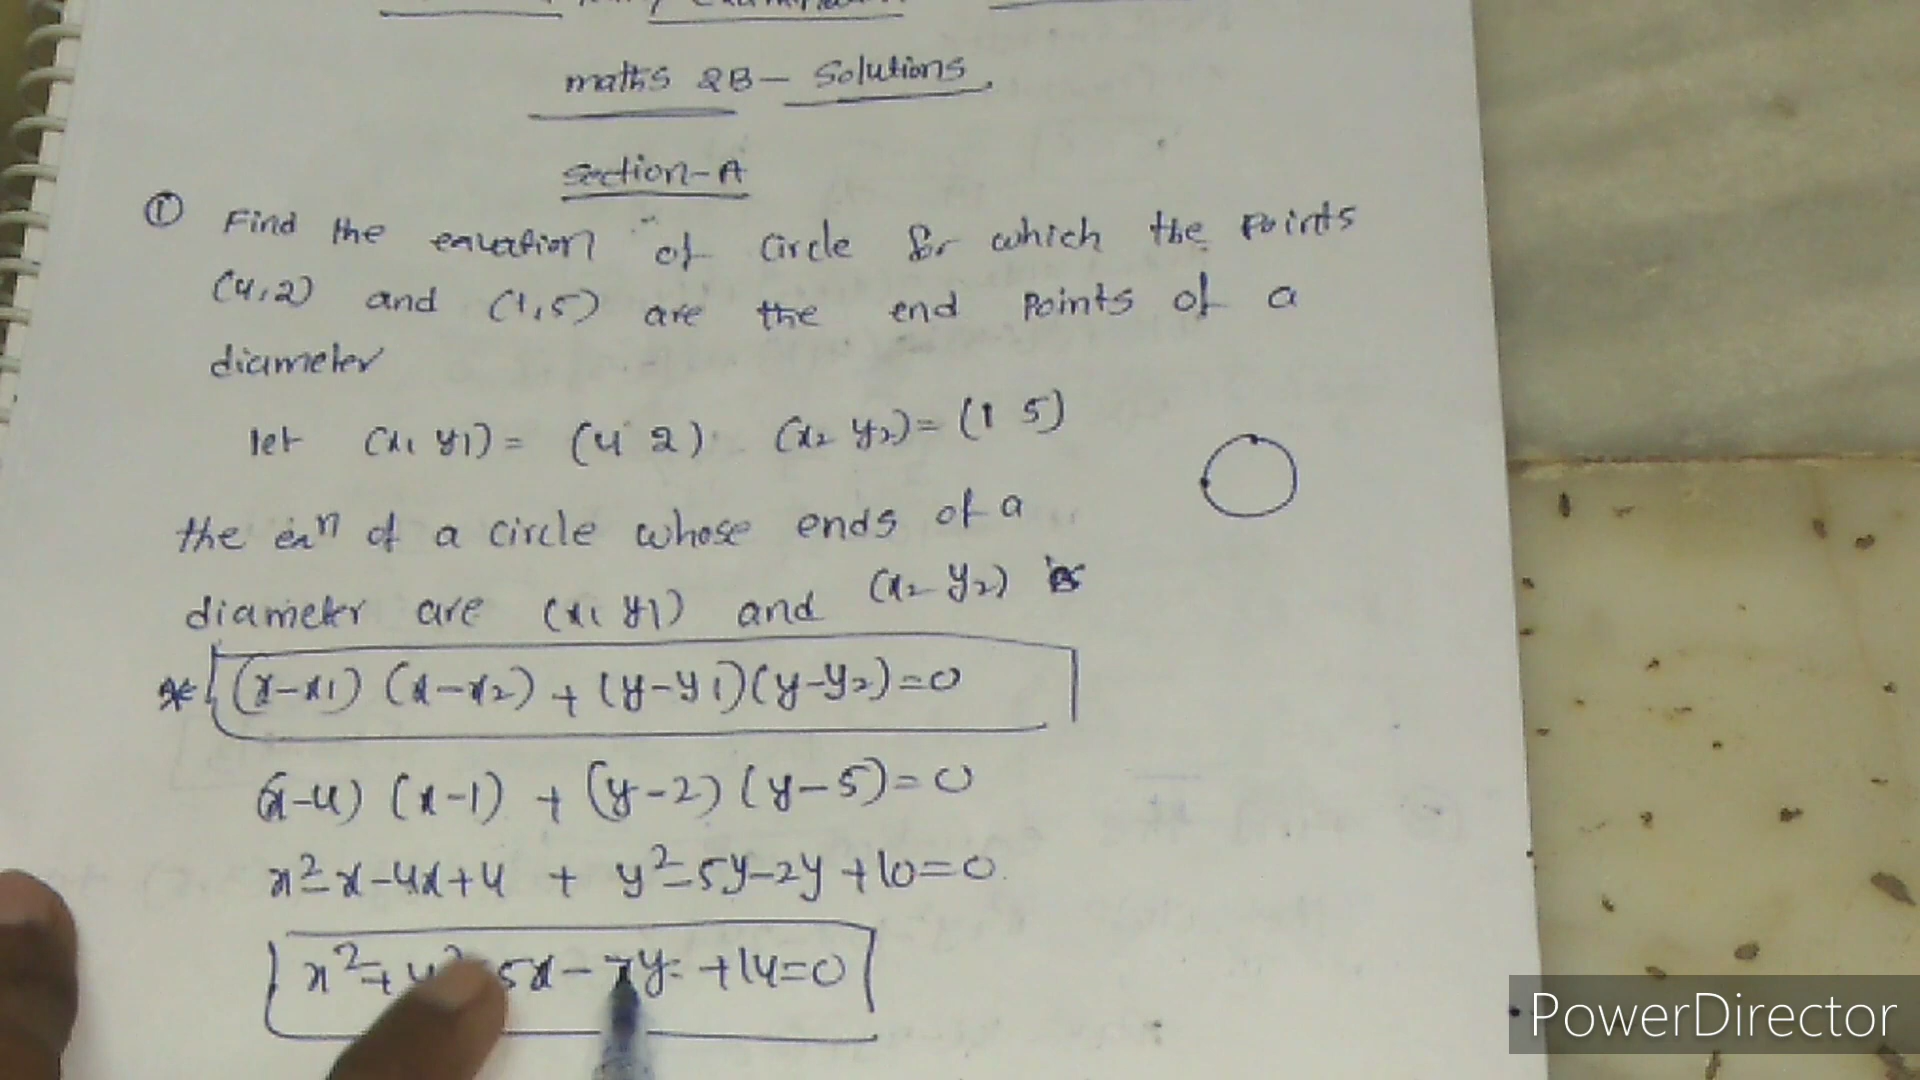 maths 2B- Solutions.
Section-A
① Find the equation of circle for which the points
(4,2) and (1,5) are the end points of a
diameter
let (x1 y1) = (4 2) (x2 y2) = (1 5)
the eqn of a circle whose ends of a
diameter are (x1 y1) and (x2 y2) is
* (x-x1) (x-x2) + (y-y1)(y-y2)=0
(x-4) (x-1) + (y-2) (y-5)=0
x²-x-4x+4 + y²-5y-2y+10=0
x²+y² 5x-7y +14=0
PowerDirector